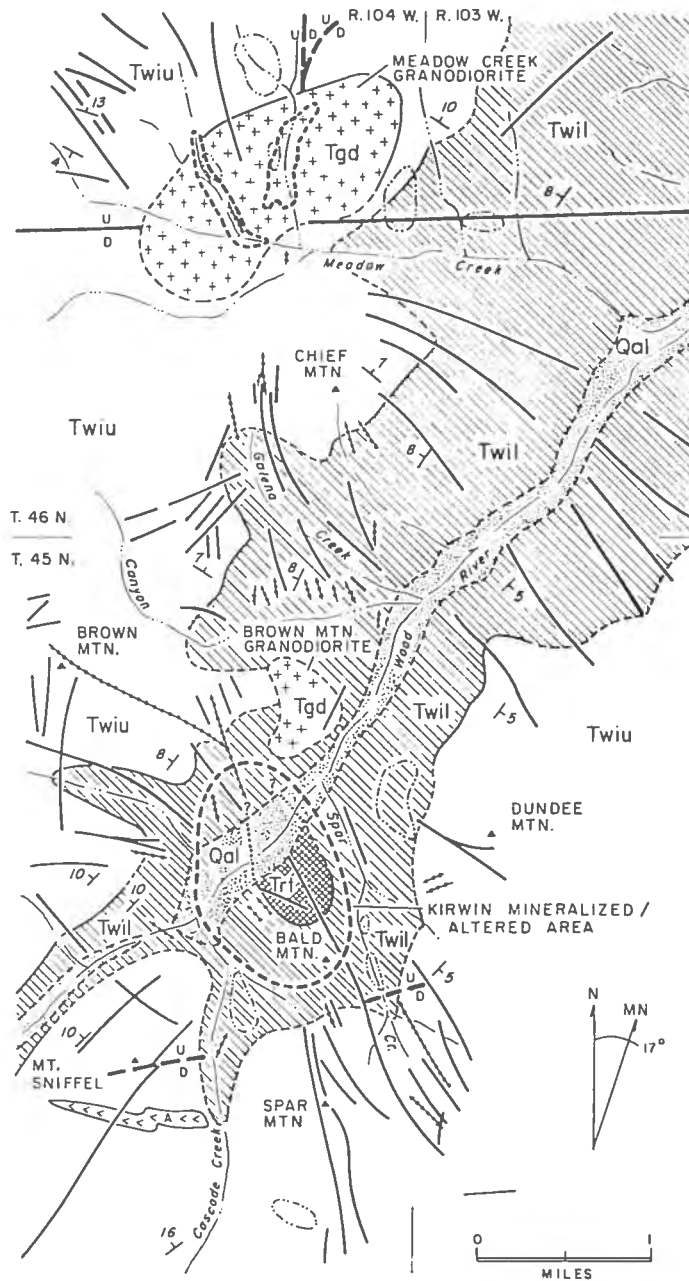 R. 104 W. R. 103 W.
U
D
U
D
Twiu
MEADOW CREEK
GRANODIORITE
13
10
Tgd
Twil
A
8
U
D
Meadow Creek
Qal
CHIEF
MTN.
7
Twiu
8
Twil
Galena
Creek
T. 46 N.
T. 45 N.
Canyon
7
8
River
Wood
5
BROWN
MTN.
BROWN MTN.
GRANODIORITE
Tgd
Twil
5
Twiu
Twiu
8
Spar
DUNDEE
MTN.
?
Qal
Trt
10
10
KIRWIN MINERALIZED /
ALTERED AREA
Twil
BALD
MTN.
Twil
5
U
D
Cr.
N
MN
17°
10
MT.
SNIFFEL
U
D
A
SPAR
MTN
Cascade Creek
16
0 1
MILES